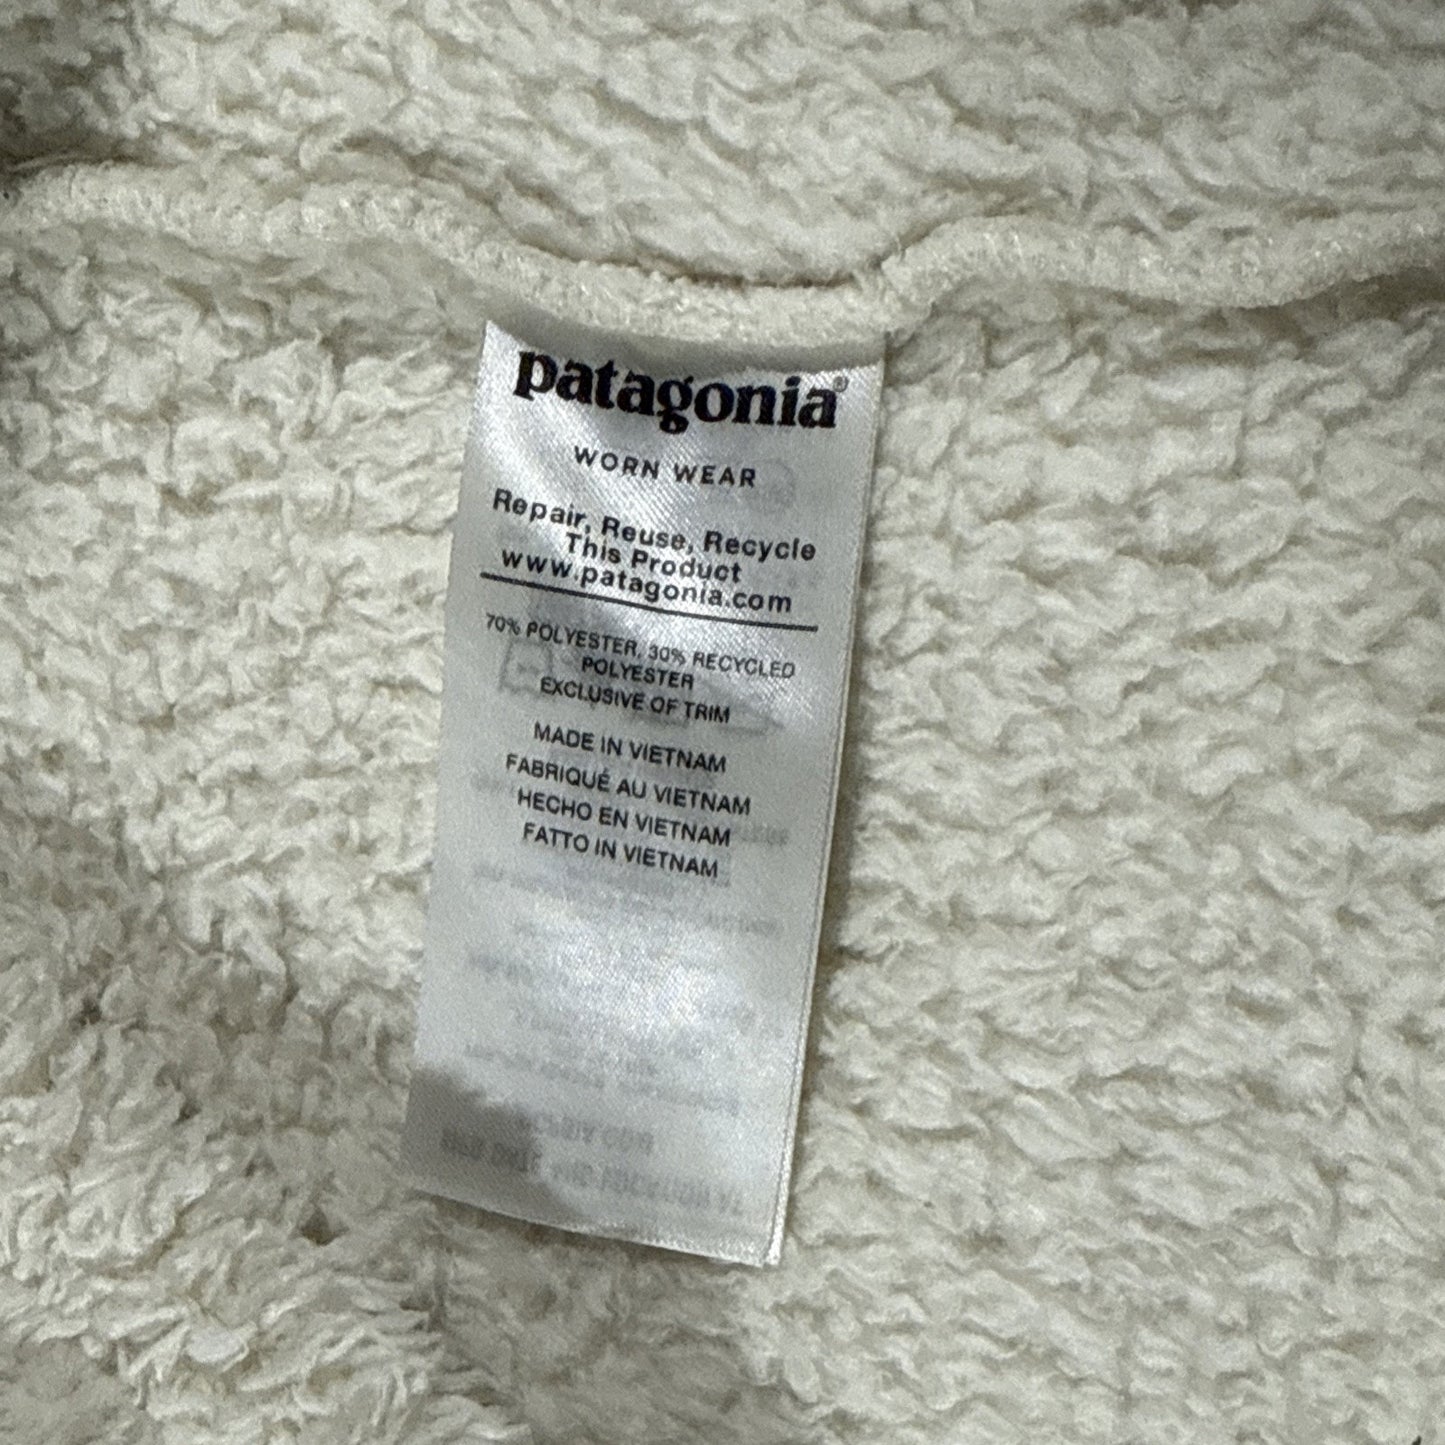 patagonia®
WORN WEAR
Repair, Reuse, Recycle
This Product
www.patagonia.com
70% POLYESTER, 30% RECYCLED
POLYESTER
EXCLUSIVE OF TRIM
MADE IN VIETNAM
FABRIQUÉ AU VIETNAM
HECHO EN VIETNAM
FATTO IN VIETNAM